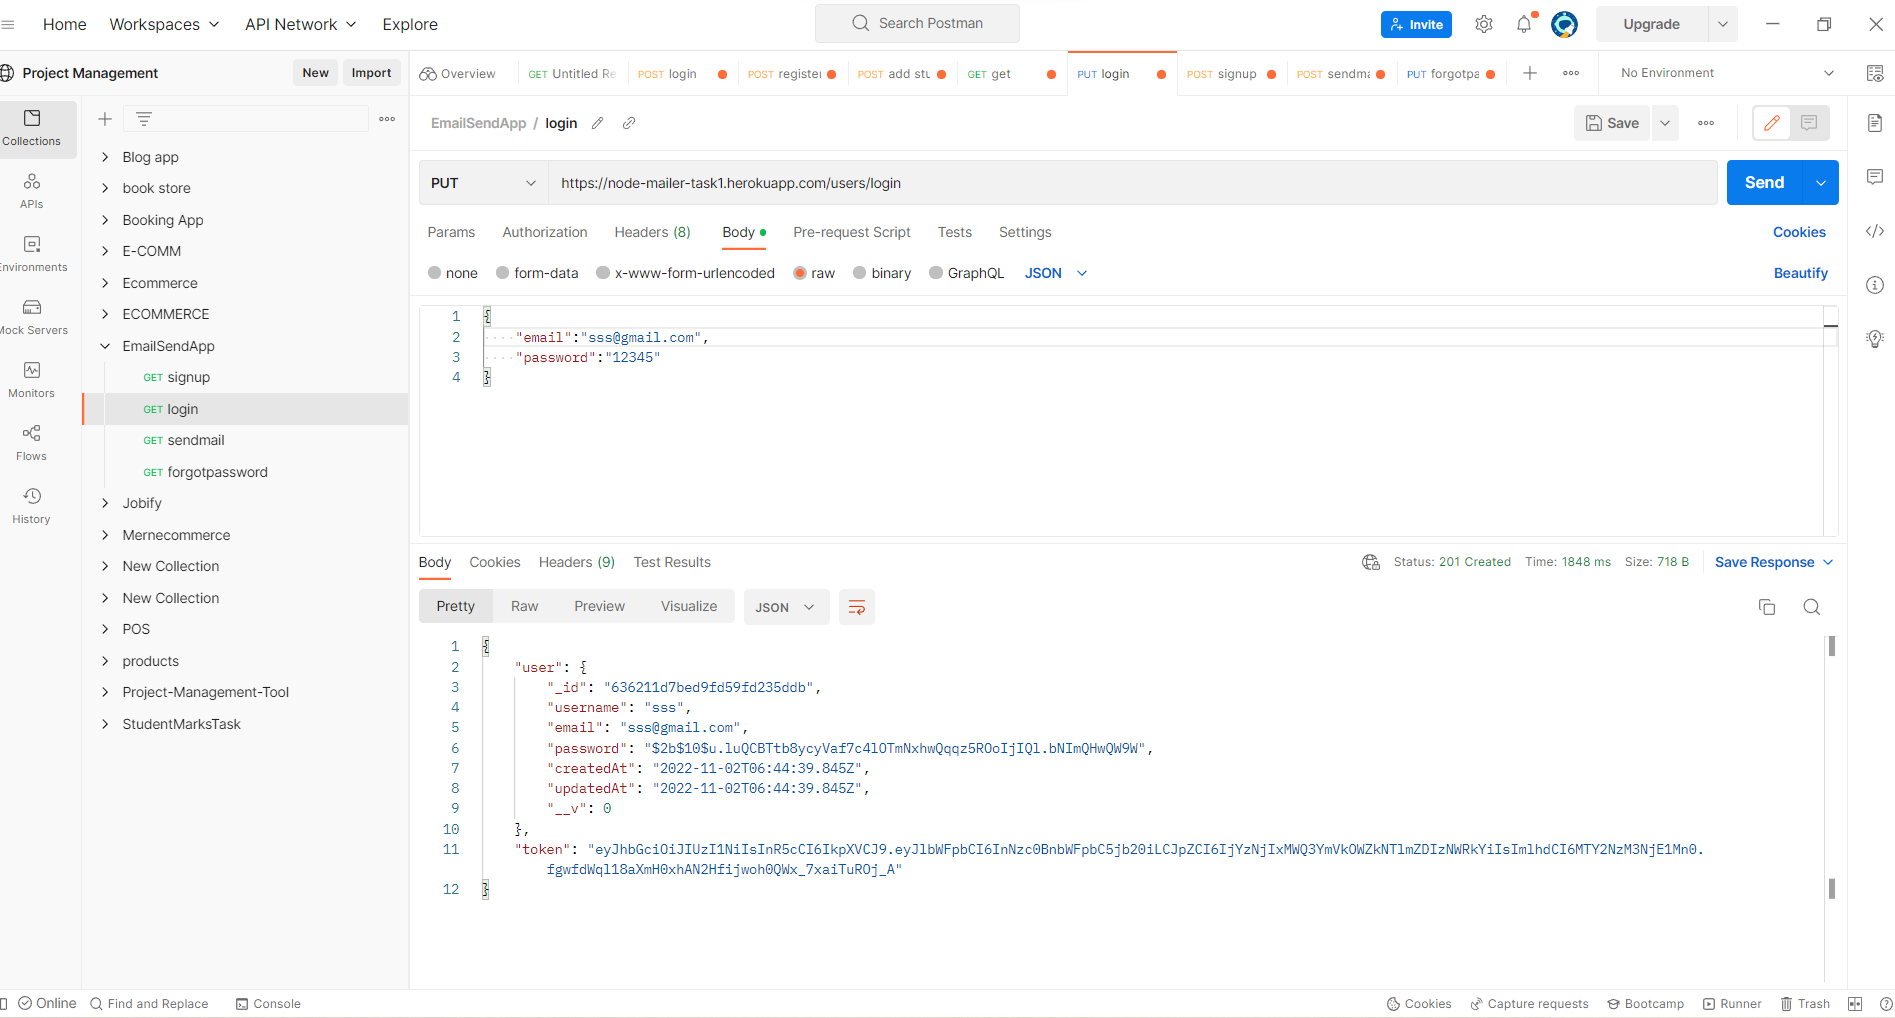 Home Workspaces API Network Explore Search Postman Invite Upgrade
Project Management New Import Overview GET Untitled Re POST login POST register POST add stu GET get PUT login POST signup POST sendma PUT forgotpa No Environment
Collections
APIs
Environments
Mock Servers
Monitors
Flows
History
Blog app
book store
Booking App
E-COMM
Ecommerce
ECOMMERCE
EmailSendApp
GET signup
GET login
GET sendmail
GET forgotpassword
Jobify
Mernecommerce
New Collection
New Collection
POS
products
Project-Management-Tool
StudentMarksTask
EmailSendApp / login Save
PUT https://node-mailer-task1.herokuapp.com/users/login Send
Params Authorization Headers (8) Body Pre-request Script Tests Settings Cookies
none form-data x-www-form-urlencoded raw binary GraphQL JSON Beautify
1 {
2 "email":"sss@gmail.com",
3 "password":"12345"
4 }
Body Cookies Headers (9) Test Results Status: 201 Created Time: 1848 ms Size: 718 B Save Response
Pretty Raw Preview Visualize JSON
1 {
2 "user": {
3 "_id": "636211d7bed9fd59fd235ddb",
4 "username": "sss",
5 "email": "sss@gmail.com",
6 "password": "$2b$10$u.luQCBTtb8ycyVaf7c4lOTmNxhwQqqz5ROoIjIQl.bNImQHwQW9W",
7 "createdAt": "2022-11-02T06:44:39.845Z",
8 "updatedAt": "2022-11-02T06:44:39.845Z",
9 "__v": 0
10 },
11 "token": "eyJhbGciOiJIUzI1NiIsInR5cCI6IkpXVCJ9.eyJlbWFpbCI6InNzc0BnbWFpbC5jb20iLCJpZCI6IjYzNjIxMWQ3YmVkOWZkNTlmZDIzNWRkYiIsImlhdCI6MTY2NzM3NjE1Mn0.
fgwfdWql18aXmH0xhAN2Hfijwoh0QWx_7xaiTuROj_A"
12 }
Online Find and Replace Console Cookies Capture requests Bootcamp Runner Trash